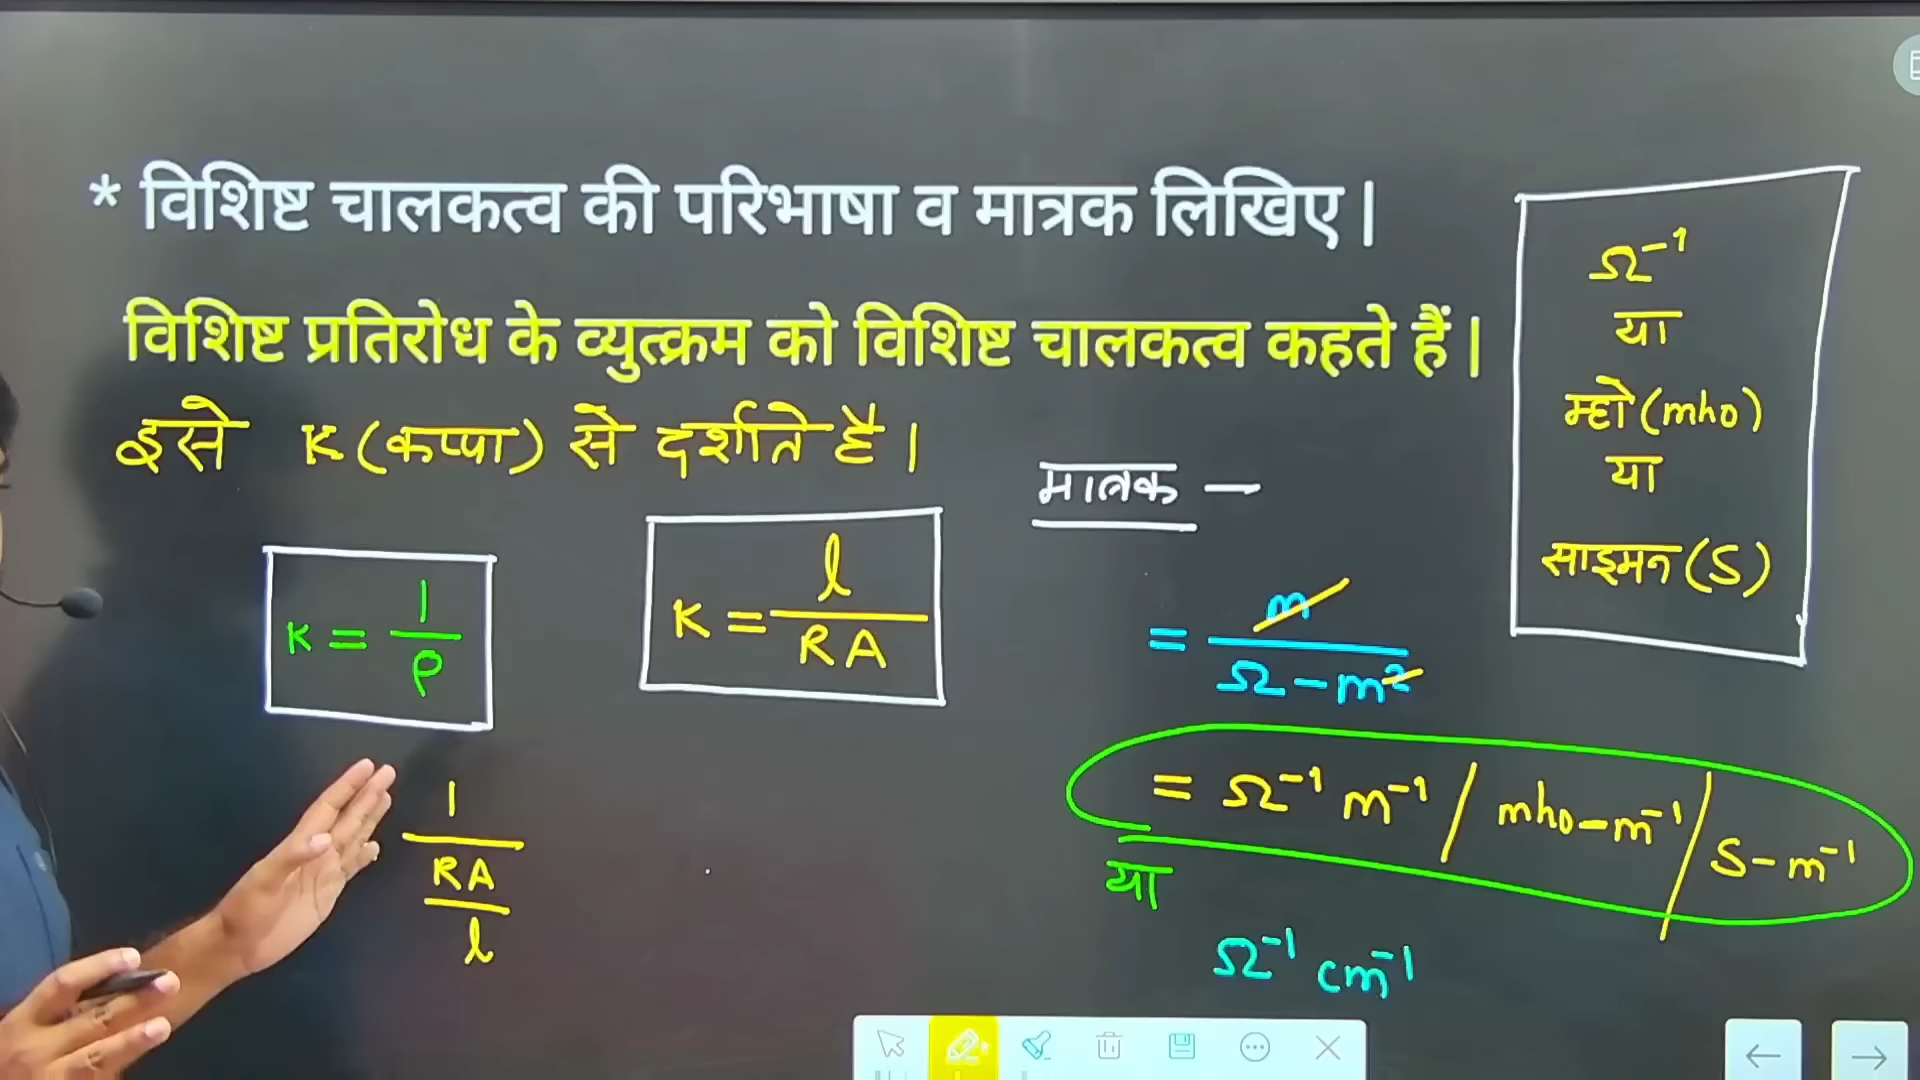 * विशिष्ट चालकत्व की परिभाषा व मात्रक लिखिए |
विशिष्ट प्रतिरोध के व्युत्क्रम को विशिष्ट चालकत्व कहते हैं |
इसे K (कप्पा) से दर्शाते है |
K = 1/ρ
K = l/RA
1
RA
l
मात्रक —
= m/Ω-m²
= Ω⁻¹ m⁻¹ / mho-m⁻¹ / S-m⁻¹
या
Ω⁻¹ cm⁻¹
Ω⁻¹
या
म्हो (mho)
या
साइमन (S)